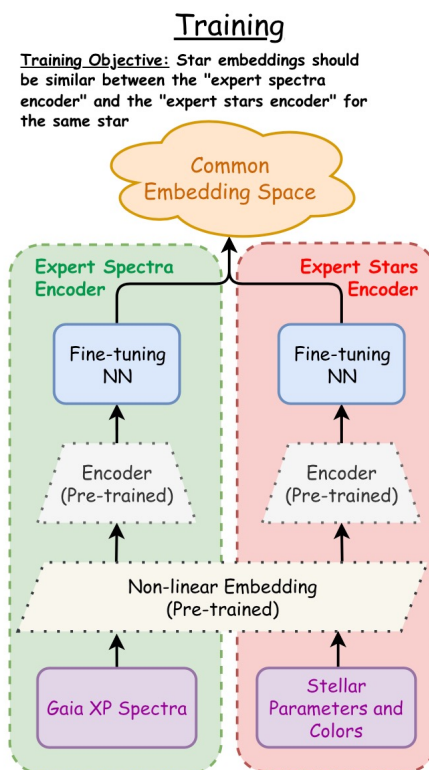 Training
Training Objective: Star embeddings should
be similar between the "expert spectra
encoder" and the "expert stars encoder" for
the same star
Common
Embedding Space
Expert Spectra
Encoder
Expert Stars
Encoder
Fine-tuning
NN
Fine-tuning
NN
Encoder
(Pre-trained)
Encoder
(Pre-trained)
Non-linear Embedding
(Pre-trained)
Gaia XP Spectra
Stellar
Parameters and
Colors